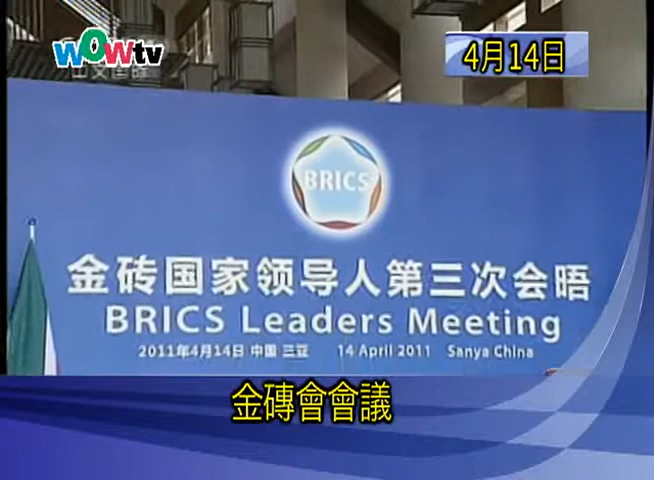 WOWtv
4月14日
BRICS
金砖国家领导人第三次会晤
BRICS Leaders Meeting
2011年4月14日 中国 三亚 14 April 2011 Sanya China
金磚會會議